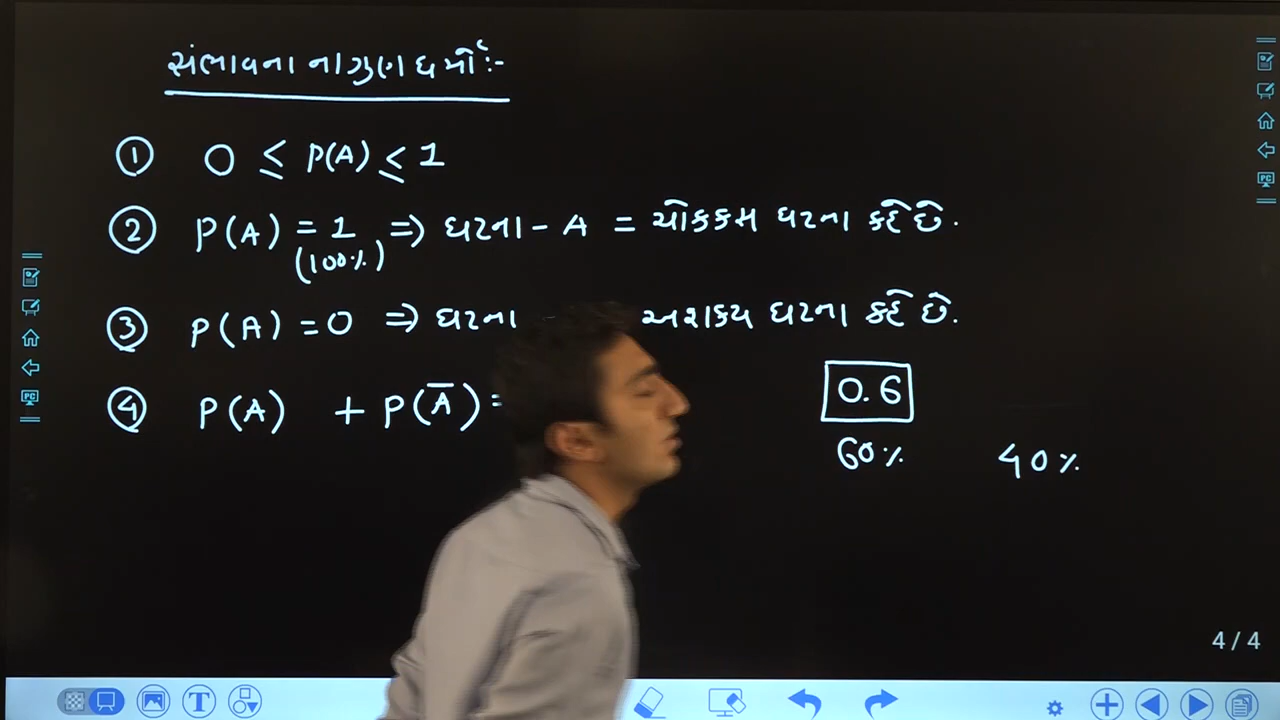 સંભાવના ના ગુણ ધર્મો :-
① 0 ≤ P(A) ≤ 1
② P(A) = 1 ⇒ ઘટના - A = ચોક્કસ ઘટના કહે છે.
(100%)
③ P(A) = 0 ⇒ ઘટના અશક્ય ઘટના કહે છે.
④ P(A) + P(Ā) =
0.6
60% 40%
4 / 4